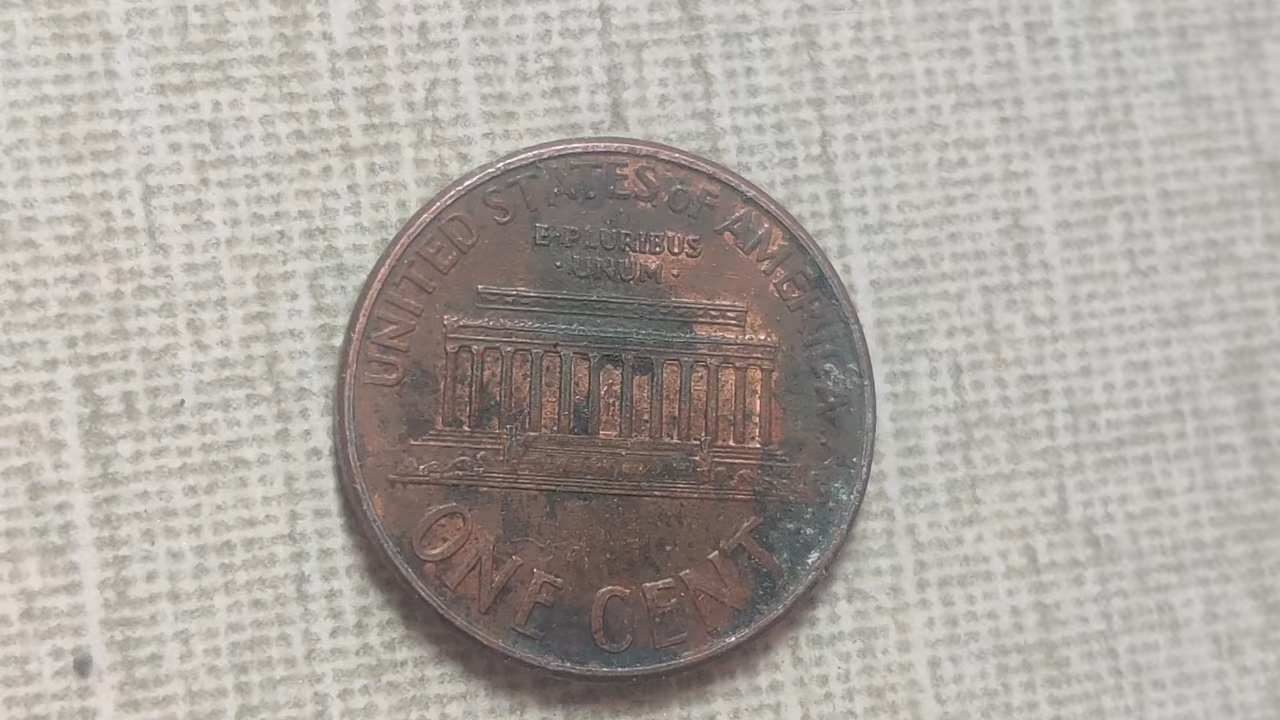 UNITED STATES OF AMERICA
E·PLURIBUS
·UNUM·
ONE CENT